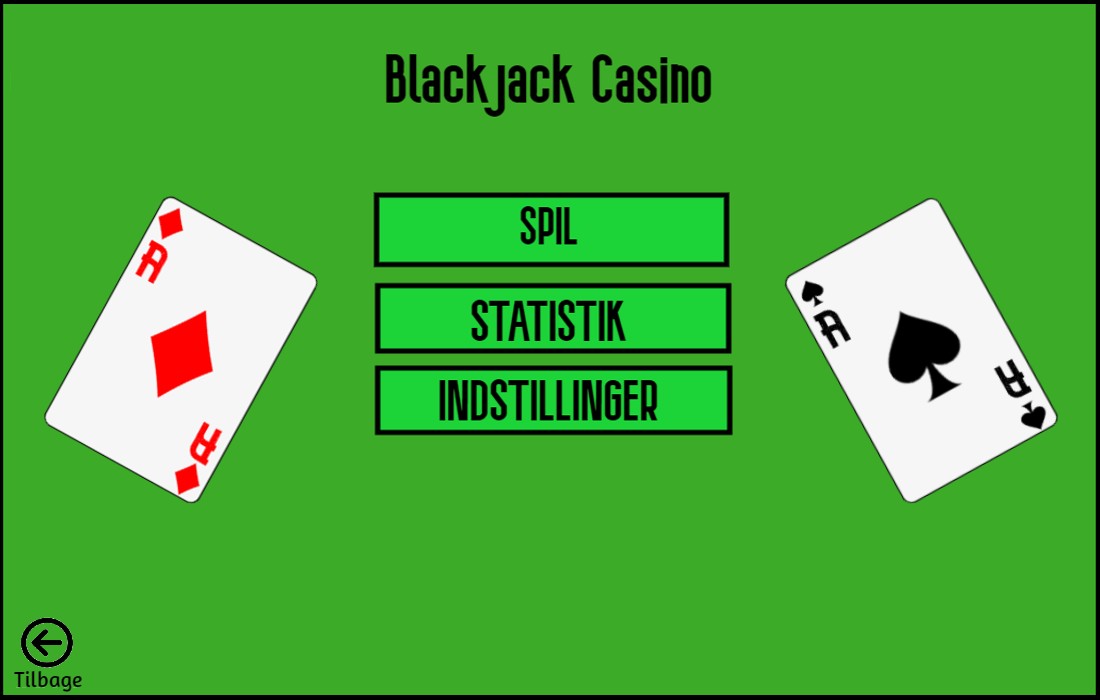 Blackjack Casino
SPIL
STATISTIK
INDSTILLINGER
A
A
A
A
Tilbage